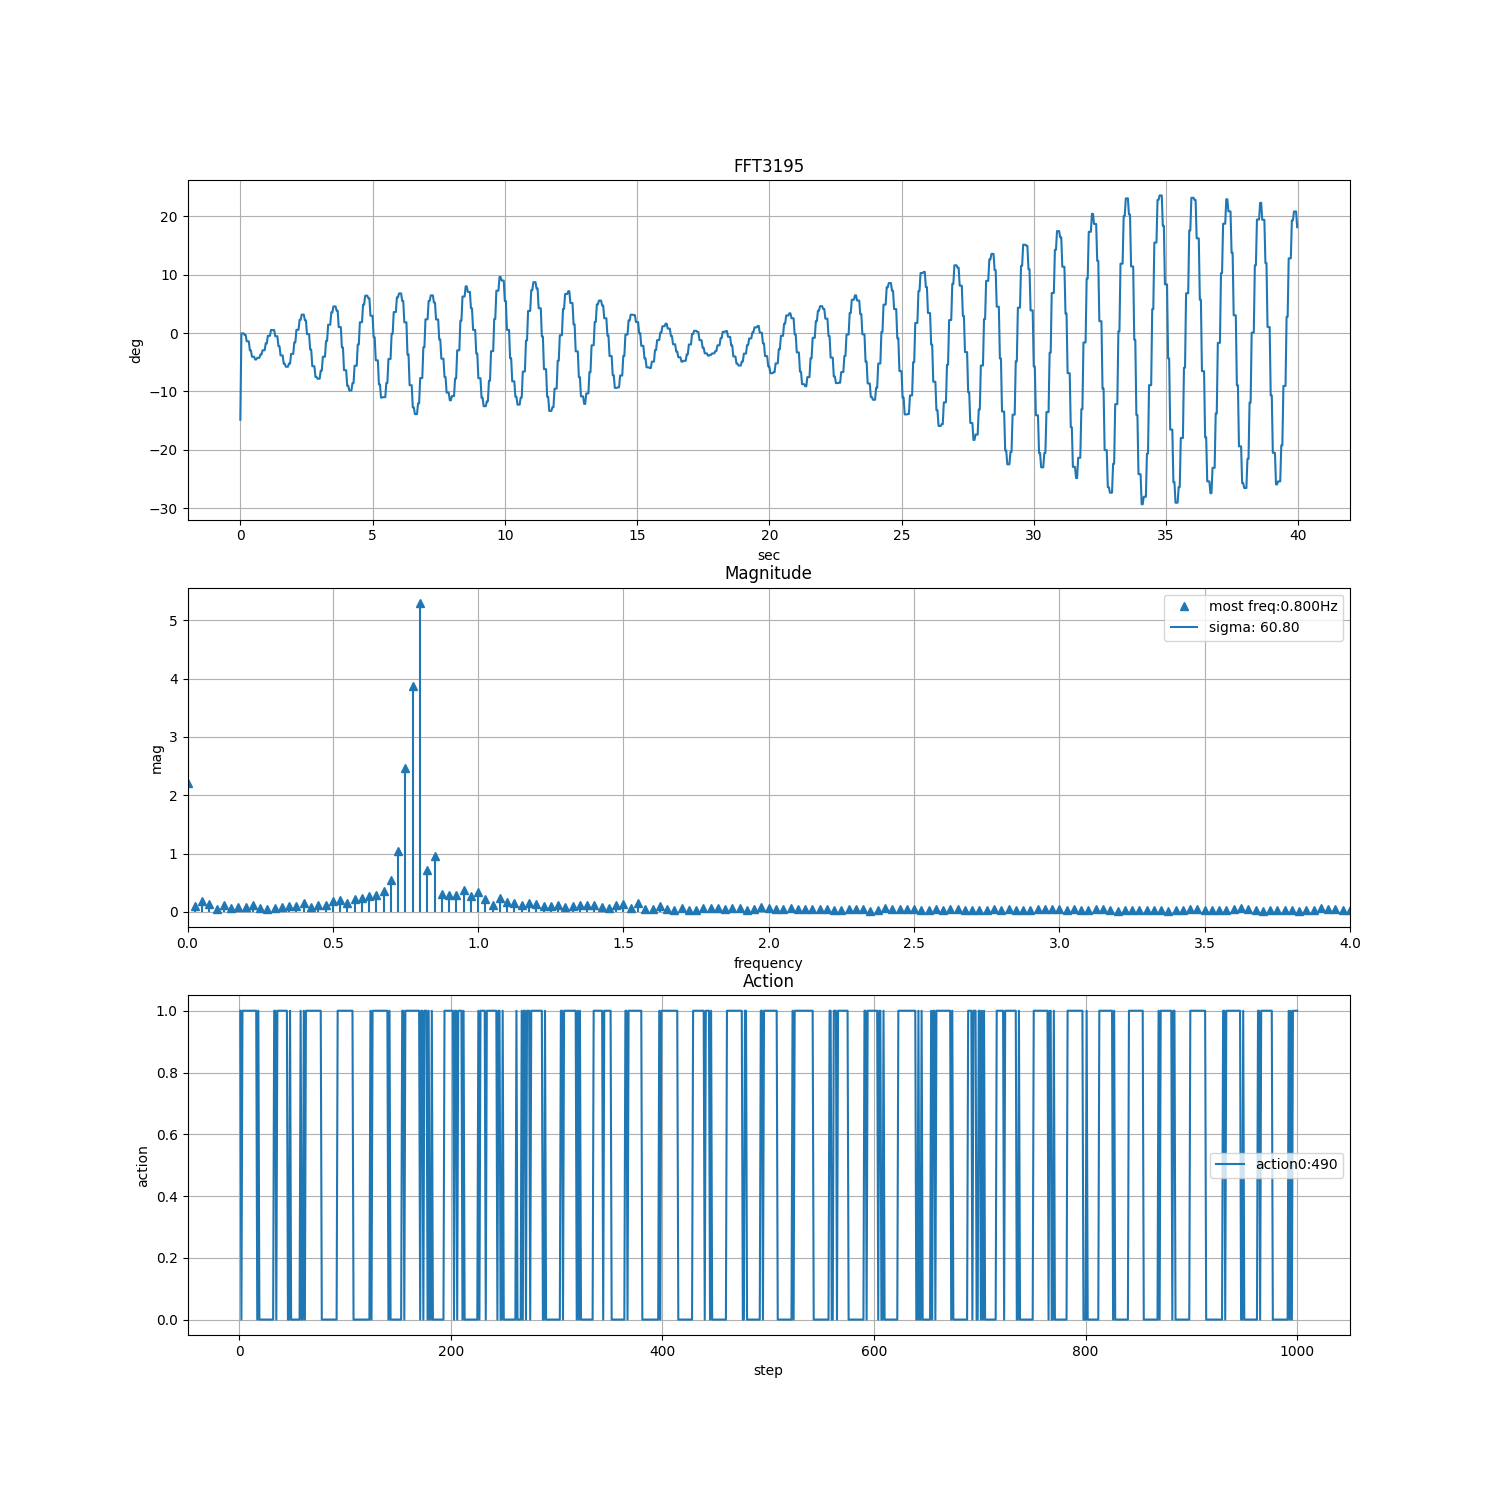 FFT3195
20
10
0
−10
−20
−30
deg
0 5 10 15 20 25 30 35 40
sec
Magnitude
5
4
3
2
1
0
mag
most freq:0.800Hz
sigma: 60.80
0.0 0.5 1.0 1.5 2.0 2.5 3.0 3.5 4.0
frequency
Action
1.0
0.8
0.6
0.4
0.2
0.0
action
action0:490
0 200 400 600 800 1000
step